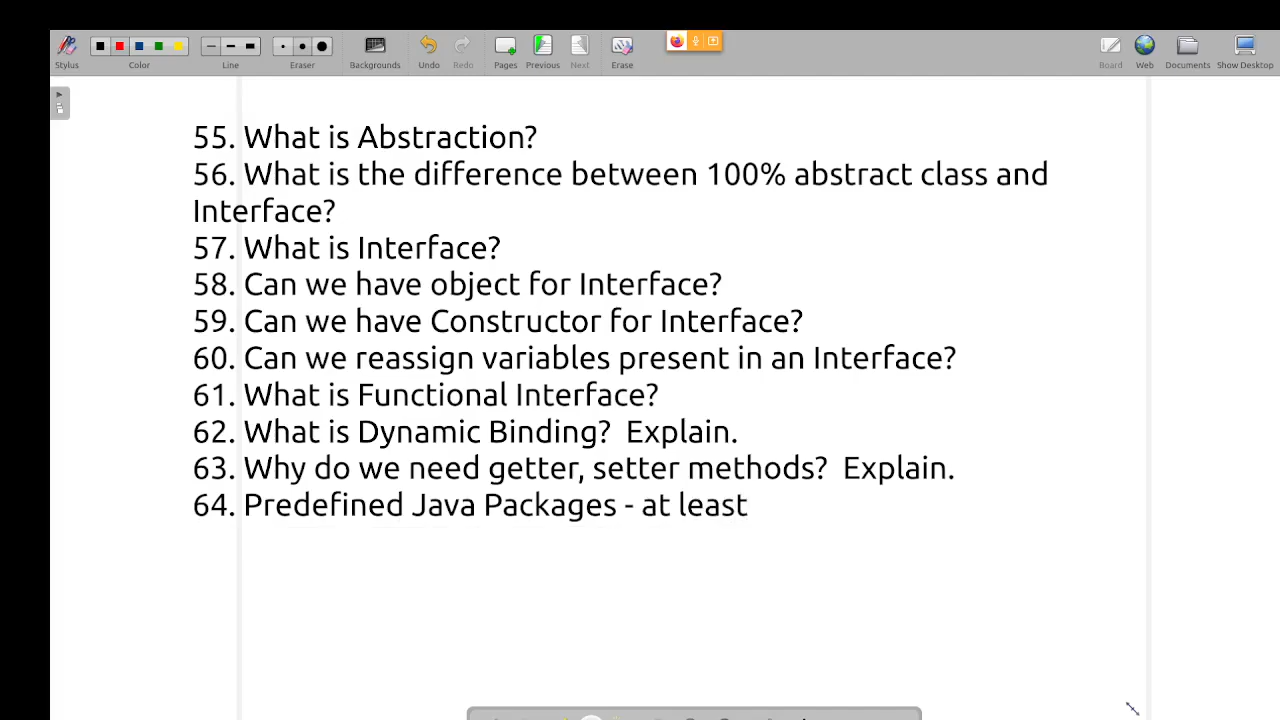 Stylus Color Line Eraser Backgrounds Undo Redo Pages Previous Next Erase Board Web Documents Show Desktop
55. What is Abstraction?
56. What is the difference between 100% abstract class and
Interface?
57. What is Interface?
58. Can we have object for Interface?
59. Can we have Constructor for Interface?
60. Can we reassign variables present in an Interface?
61. What is Functional Interface?
62. What is Dynamic Binding?  Explain.
63. Why do we need getter, setter methods?  Explain.
64. Predefined Java Packages - at least